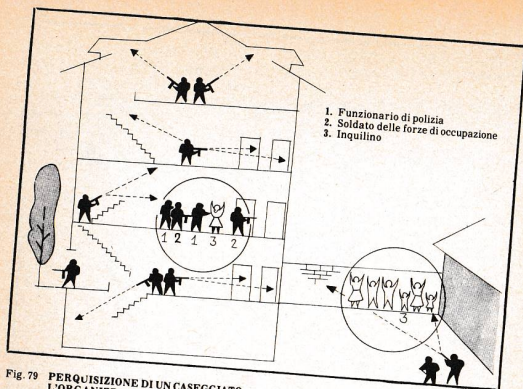 1. Funzionario di polizia
2. Soldato delle forze di occupazione
3. Inquilino
1 2 1 3 2
3
Fig. 79 PERQUISIZIONE DI UN CASEGGIATO